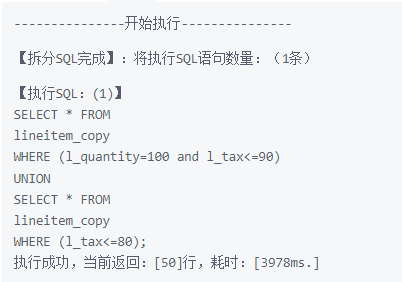 ---------------开始执行---------------
【拆分SQL完成】：将执行SQL语句数量：（1条）
【执行SQL：(1)】
SELECT * FROM
lineitem_copy
WHERE (l_quantity=100 and l_tax<=90)
UNION
SELECT * FROM
lineitem_copy
WHERE (l_tax<=80);
执行成功，当前返回：[50]行，耗时：[3978ms.]